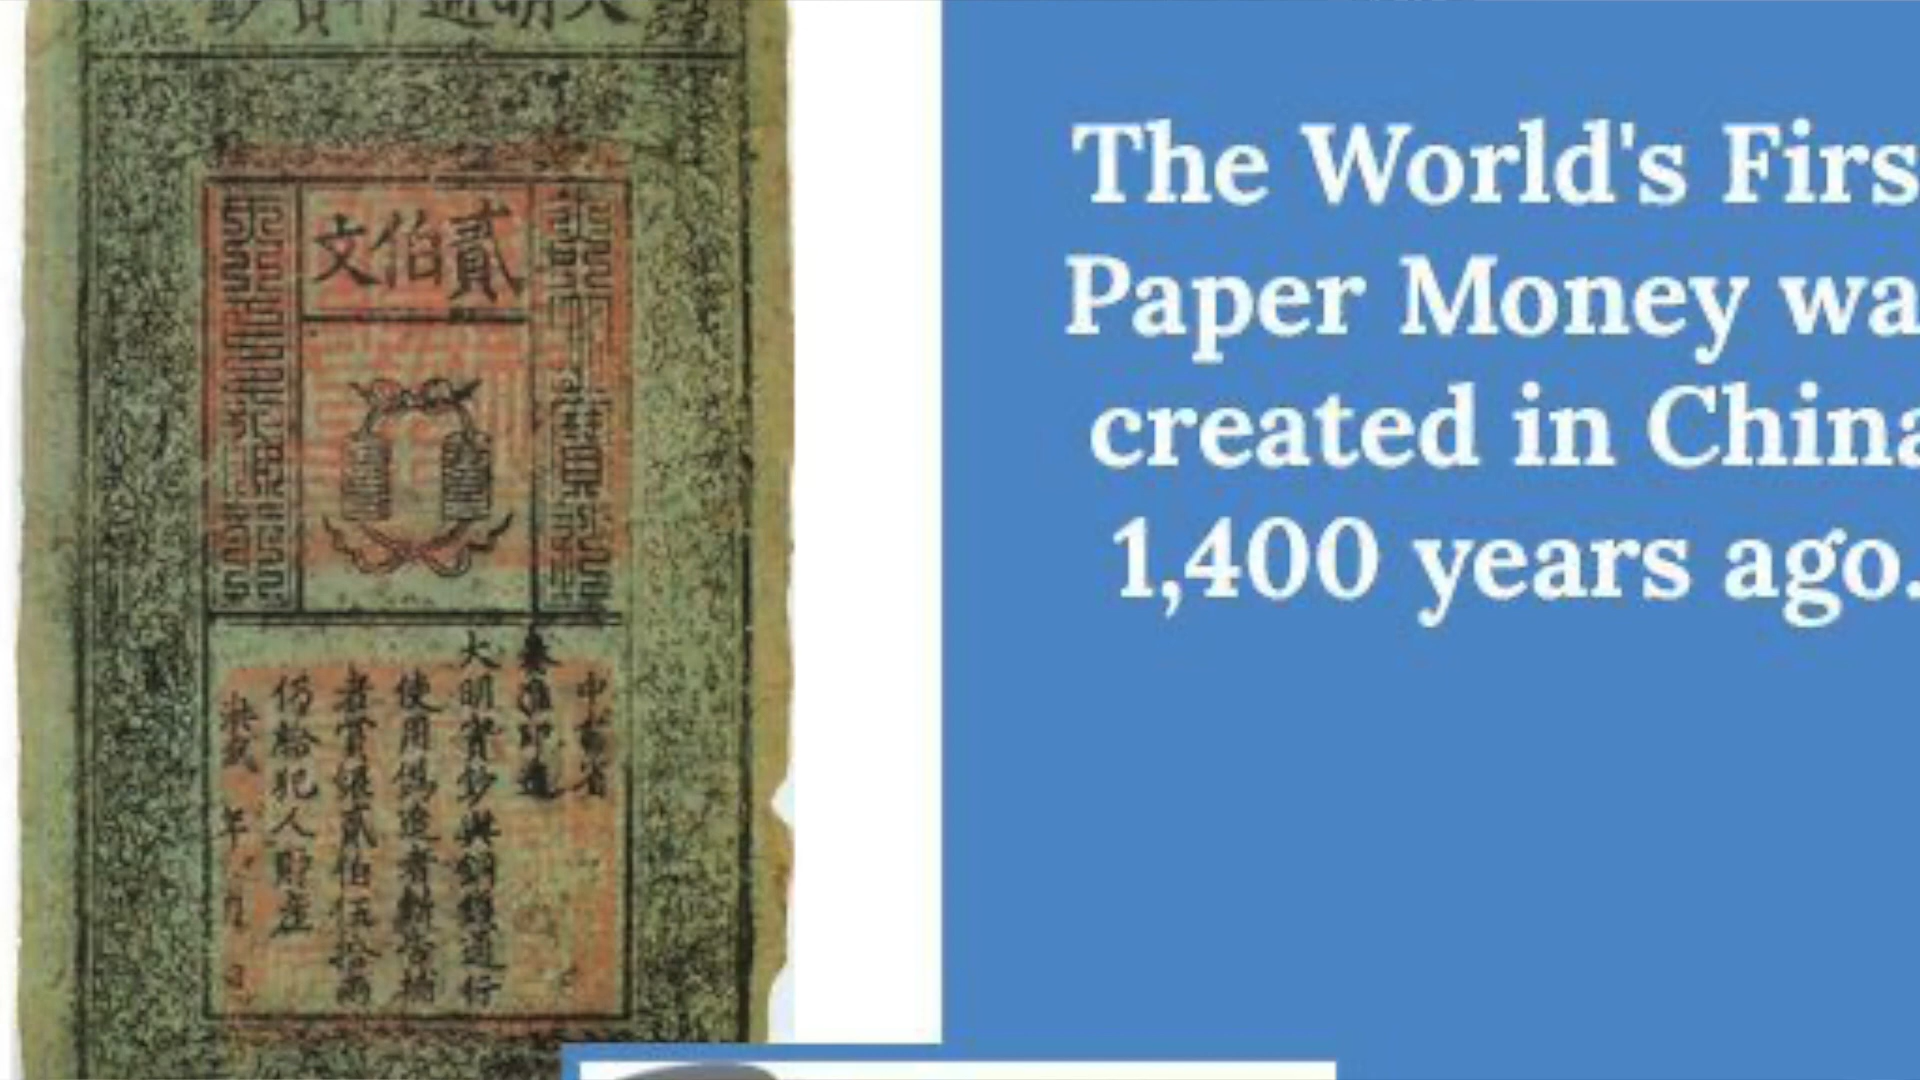 貳伯文
中書省
奏准印造
大明寶鈔與銅錢通行
使用偽造者斬告捕
者賞銀貳伯伍拾兩
仍給犯人財產
洪武 年 月 日
The World's Firs
Paper Money wa
created in China
1,400 years ago.